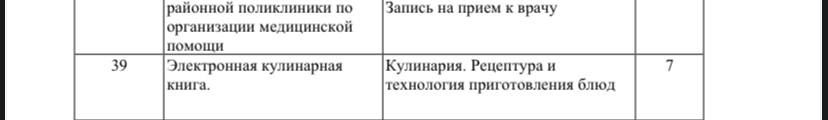 районной поликлиники по
организации медицинской
помощи
Запись на прием к врачу
39
Электронная кулинарная
книга.
Кулинария. Рецептура и
технология приготовления блюд
7